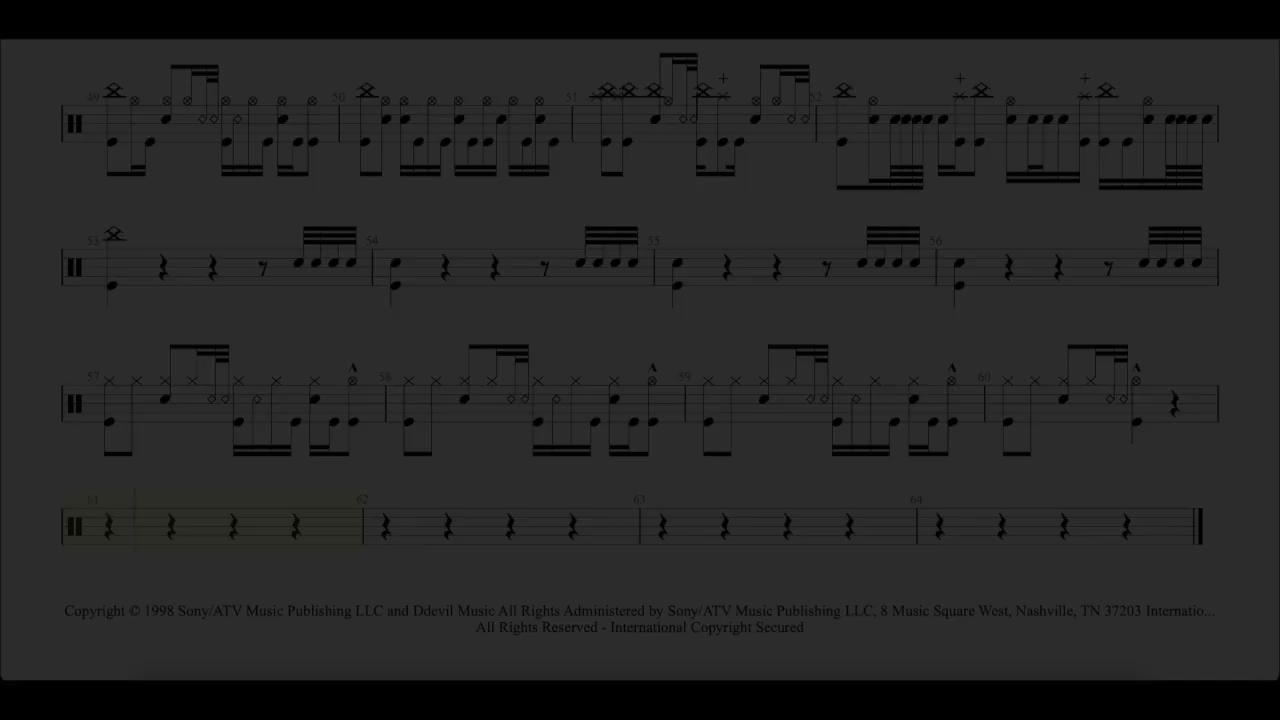 49 50 51 52
53 54 55 56
57 58 59 60
61 62 63 64
Copyright © 1998 Sony/ATV Music Publishing LLC and Ddevil Music All Rights Administered by Sony/ATV Music Publishing LLC, 8 Music Square West, Nashville, TN 37203 Internatio...
All Rights Reserved - International Copyright Secured